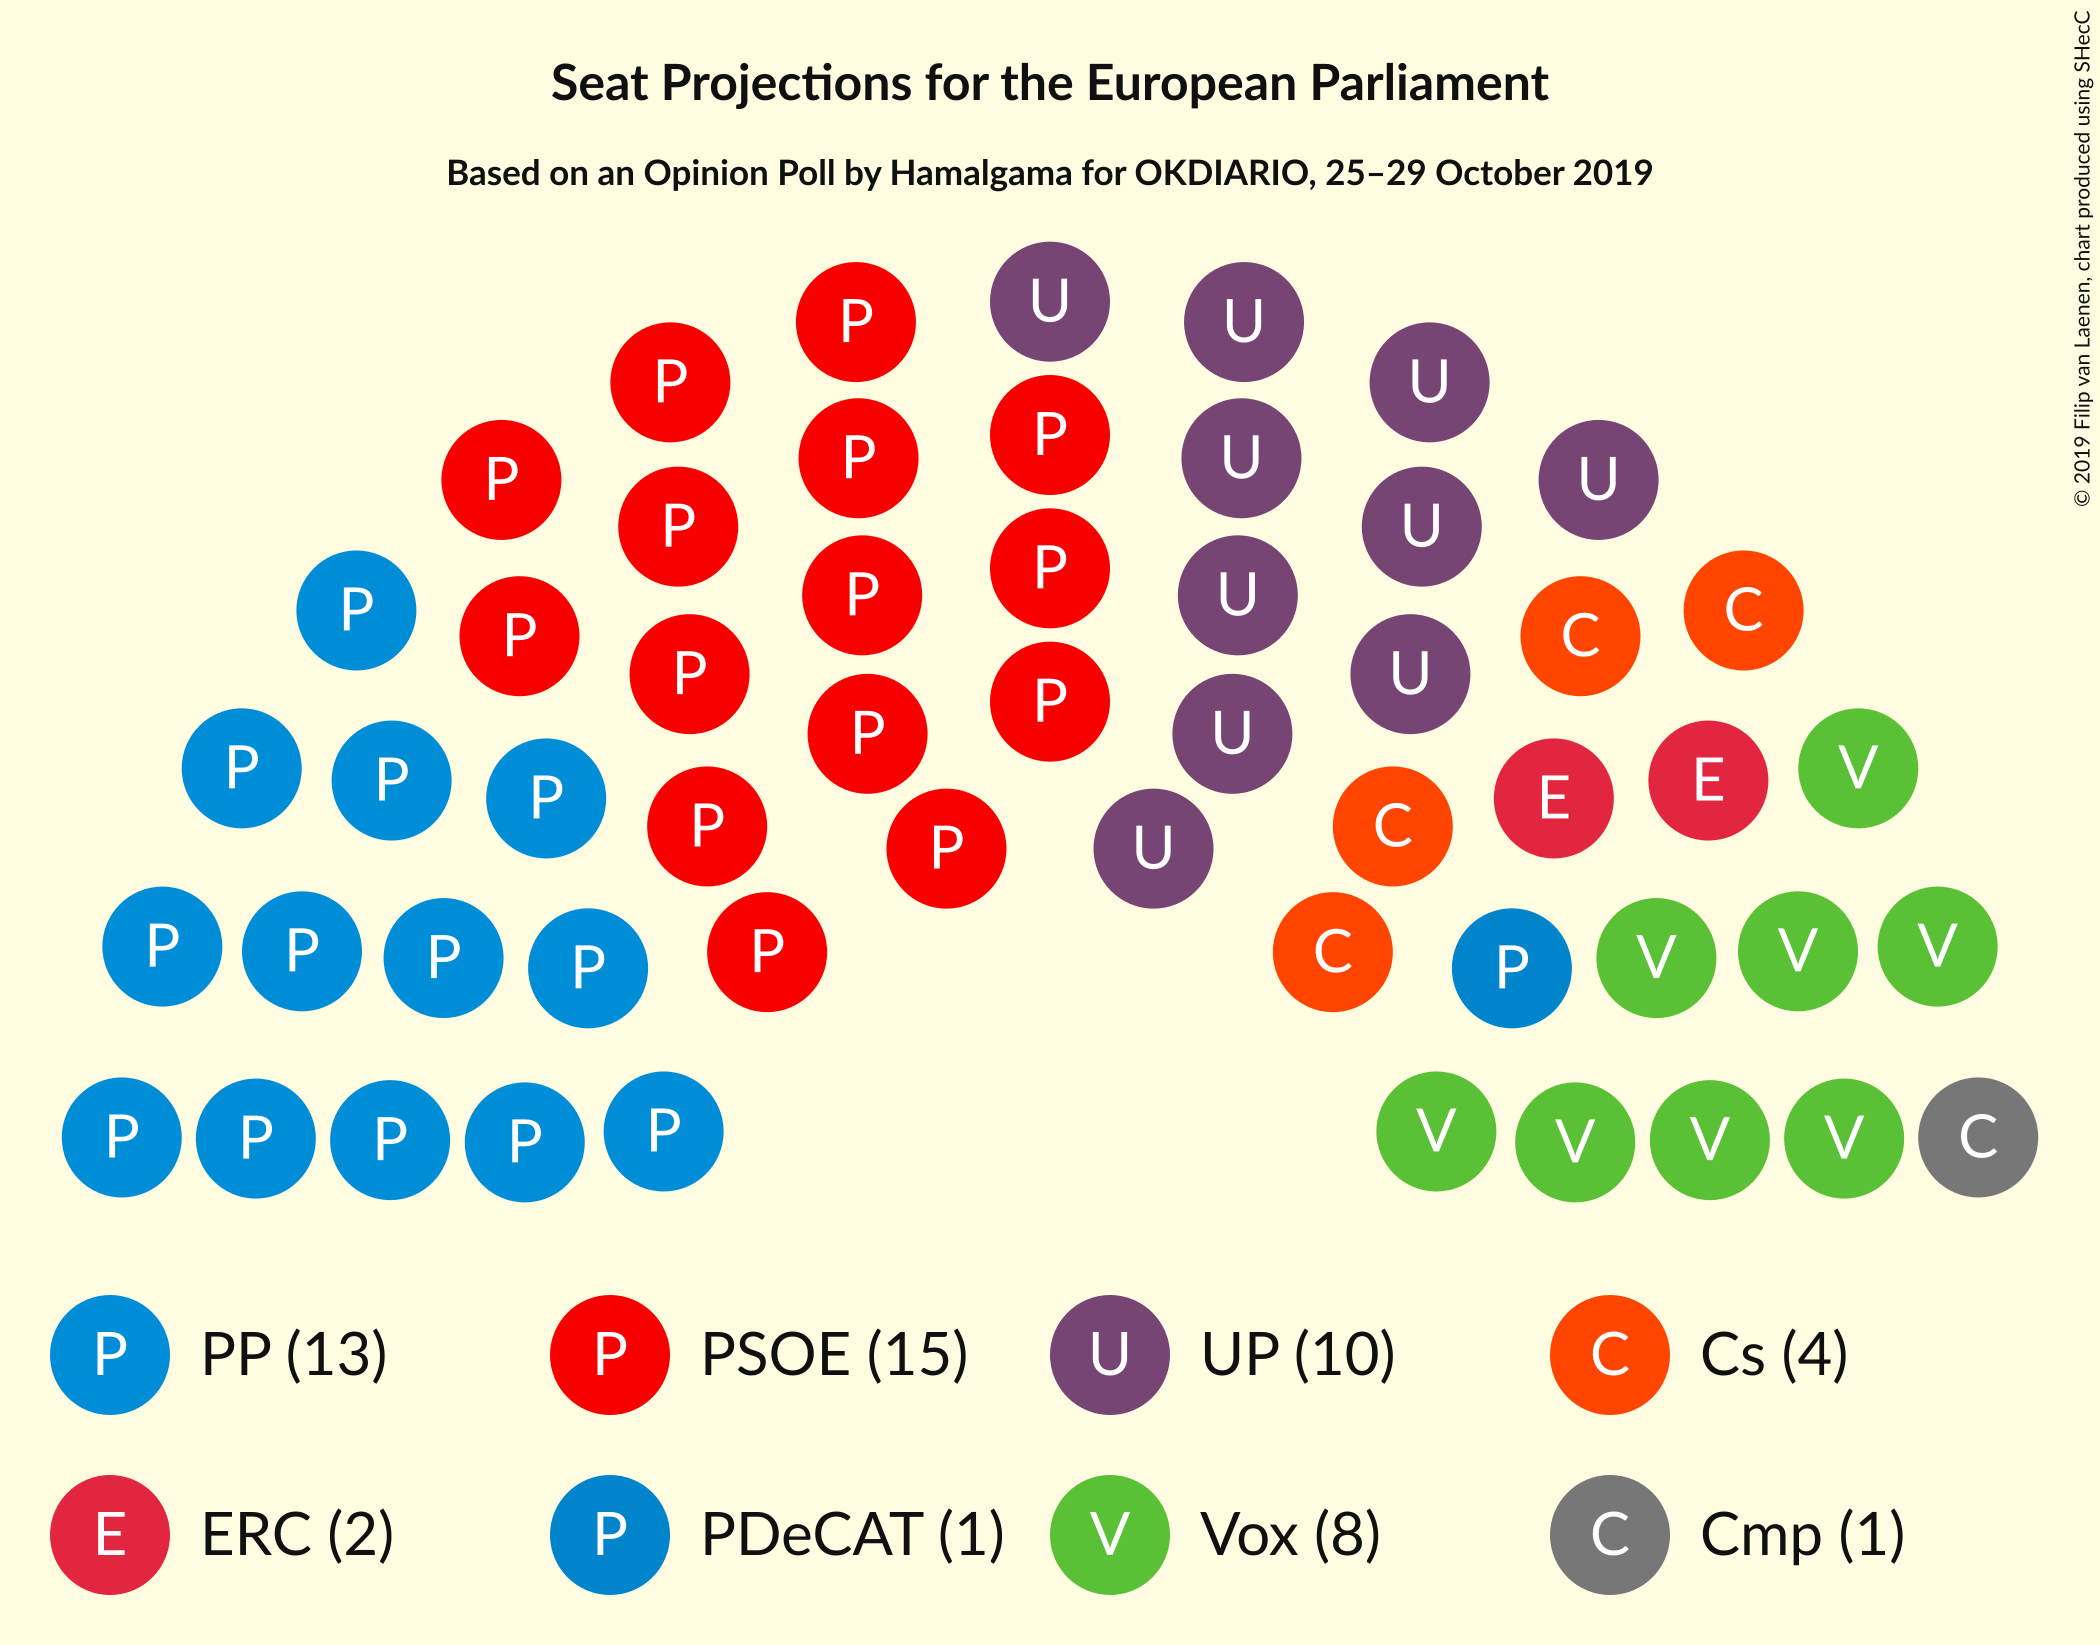 Seat Projections for the European Parliament
Based on an Opinion Poll by Hamalgama for OKDIARIO, 25–29 October 2019
© 2019 Filip van Laenen, chart produced using SHecC
U
P U
P U
P P U
P U
P U
P P U
P P U
P C
P P C
P U
P P V
P P E E
P C
P U
P P P P P C P V V V
P P P P P V V V V C
P PP (13) P PSOE (15) U UP (10) C Cs (4)
E ERC (2) P PDeCAT (1) V Vox (8) C Cmp (1)